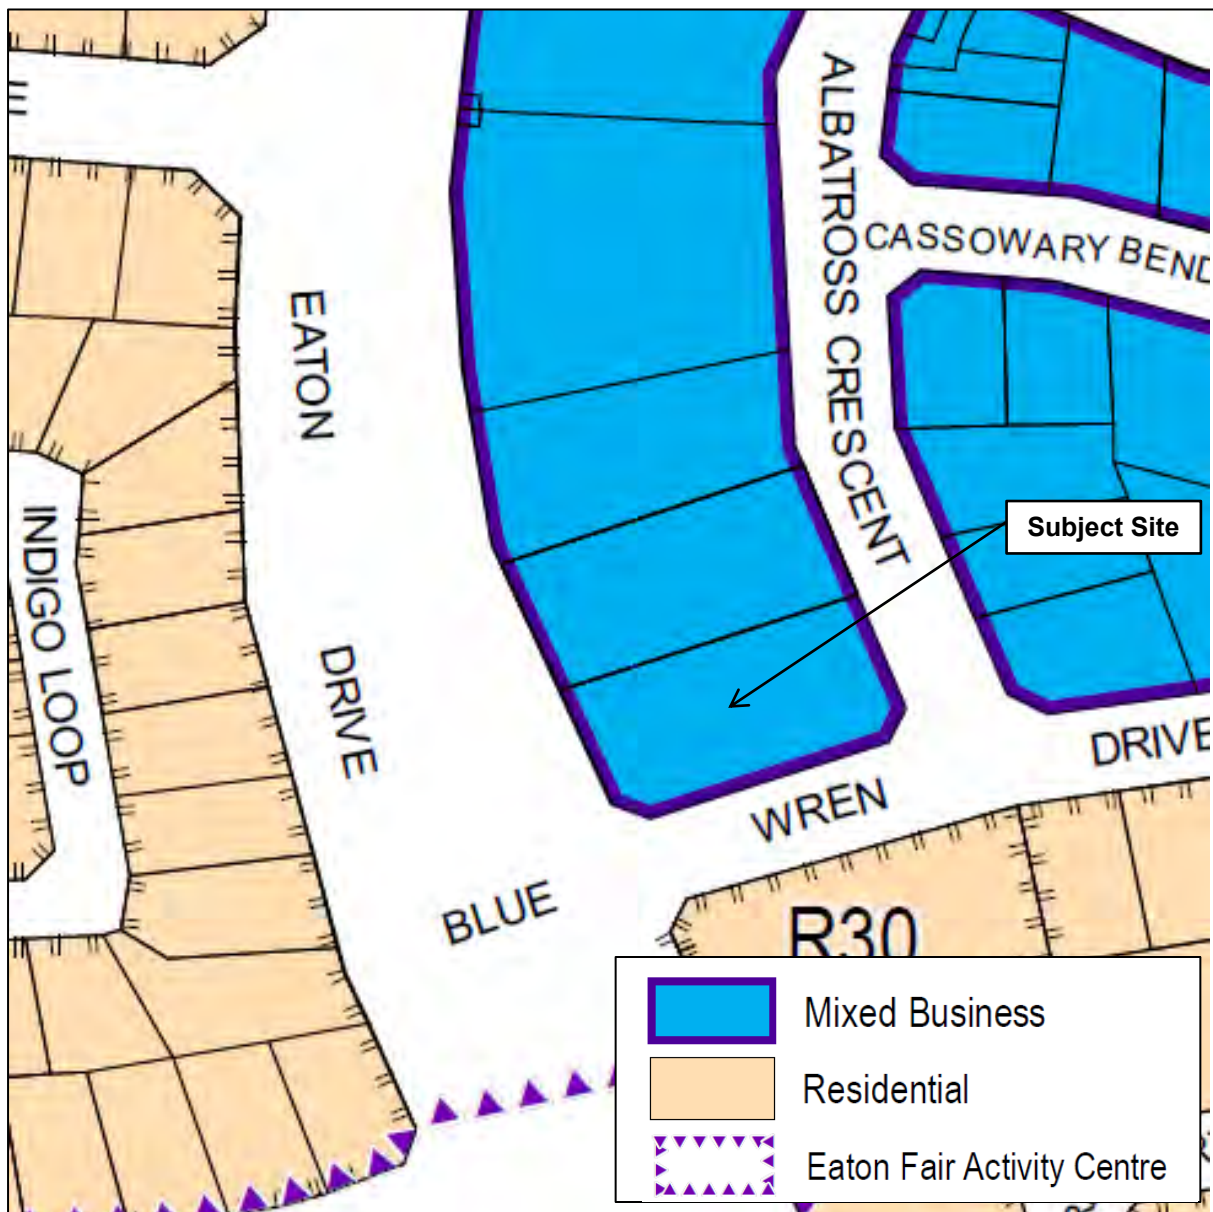 ALBATROSS CRESCENT
CASSOWARY BEND
EATON
DRIVE
INDIGO LOOP
Subject Site
DRIVE
WREN
BLUE
R30
Mixed Business
Residential
Eaton Fair Activity Centre